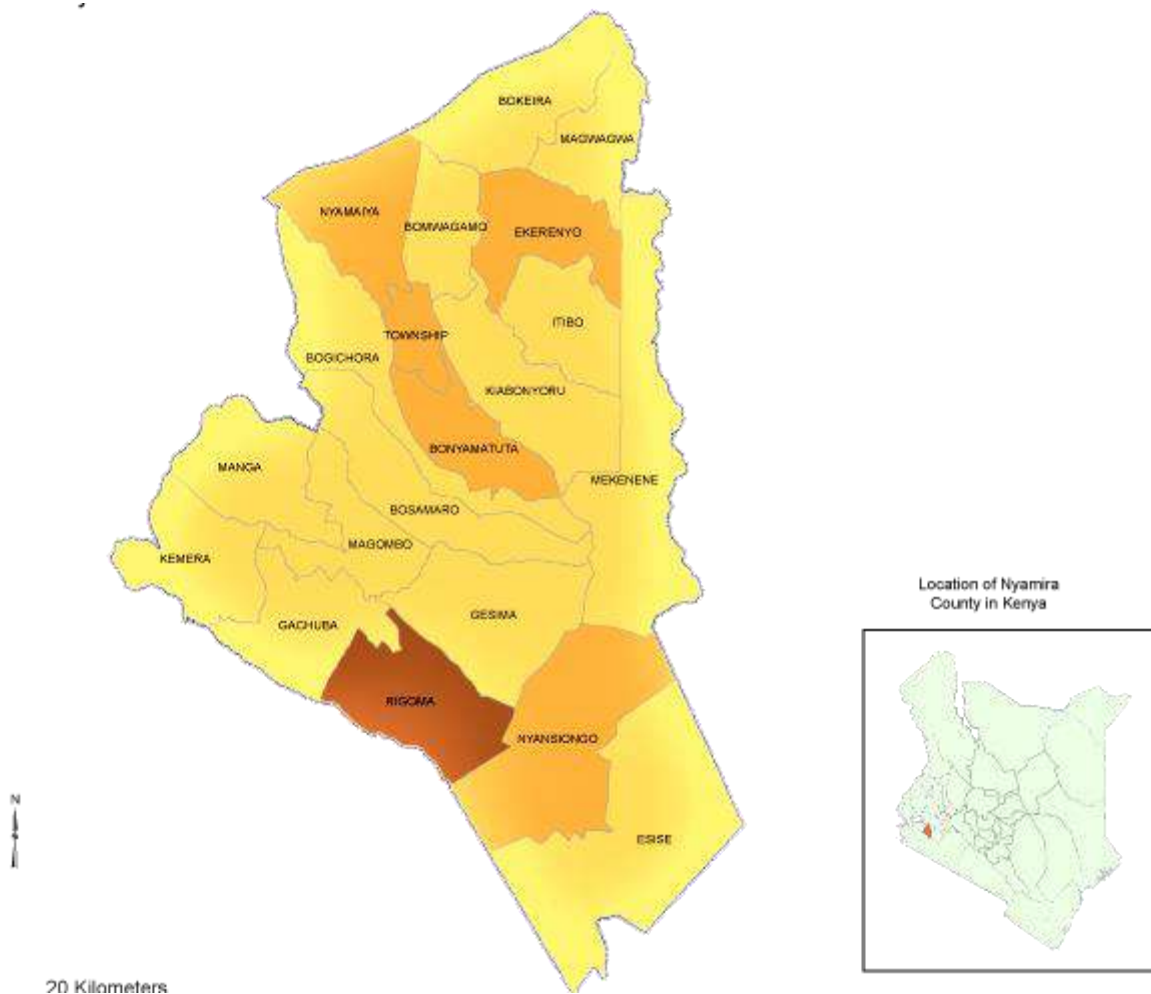 BOKEIRA
MAGWAGWA
NYAMAIYA
BOMWAGAMO
EKERENYO
ITIBO
TOWNSHIP
BOGICHORA
KIABONYORU
BONYAMATUTA
MANGA
MEKENENE
BOSAMARO
MAGOMBO
KEMERA
GESIMA
GACHUBA
RIGOMA
NYANSIONGO
ESISE
Location of Nyamira
County in Kenya
N
20 Kilometers